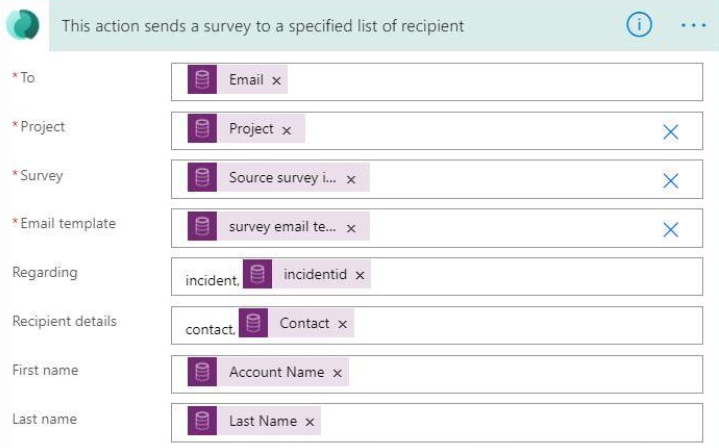 This action sends a survey to a specified list of recipient
* To Email ×
* Project Project ×
* Survey Source survey i... ×
* Email template survey email te... ×
Regarding incident, incidentid ×
Recipient details contact, Contact ×
First name Account Name ×
Last name Last Name ×